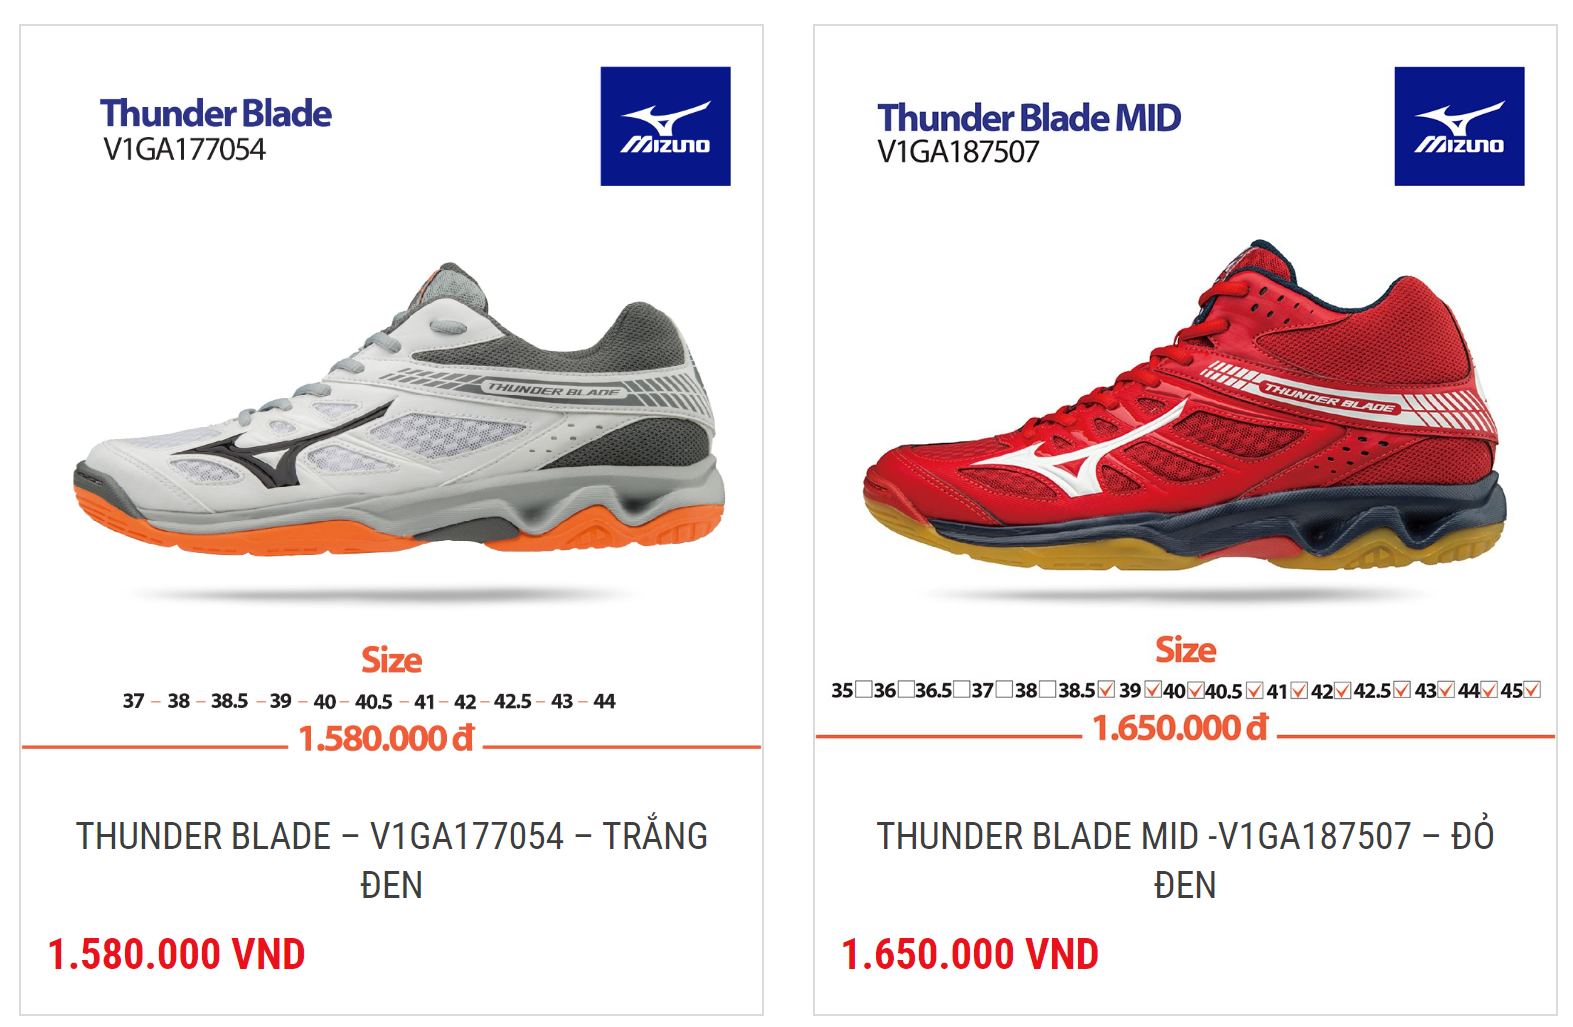 Thunder Blade
V1GA177054
MIZUNO
THUNDER BLADE
Size
37 – 38 – 38.5 – 39 – 40 – 40.5 – 41 – 42 – 42.5 – 43 – 44
1.580.000 đ
THUNDER BLADE – V1GA177054 – TRẮNG
ĐEN
1.580.000 VND
Thunder Blade MID
V1GA187507
MIZUNO
THUNDER BLADE
Size
35☐36☐36.5☐37☐38☐38.5☑39☑40☑40.5☑41☑42☑42.5☑43☑44☑45☑
1.650.000 đ
THUNDER BLADE MID -V1GA187507 – ĐỎ
ĐEN
1.650.000 VND